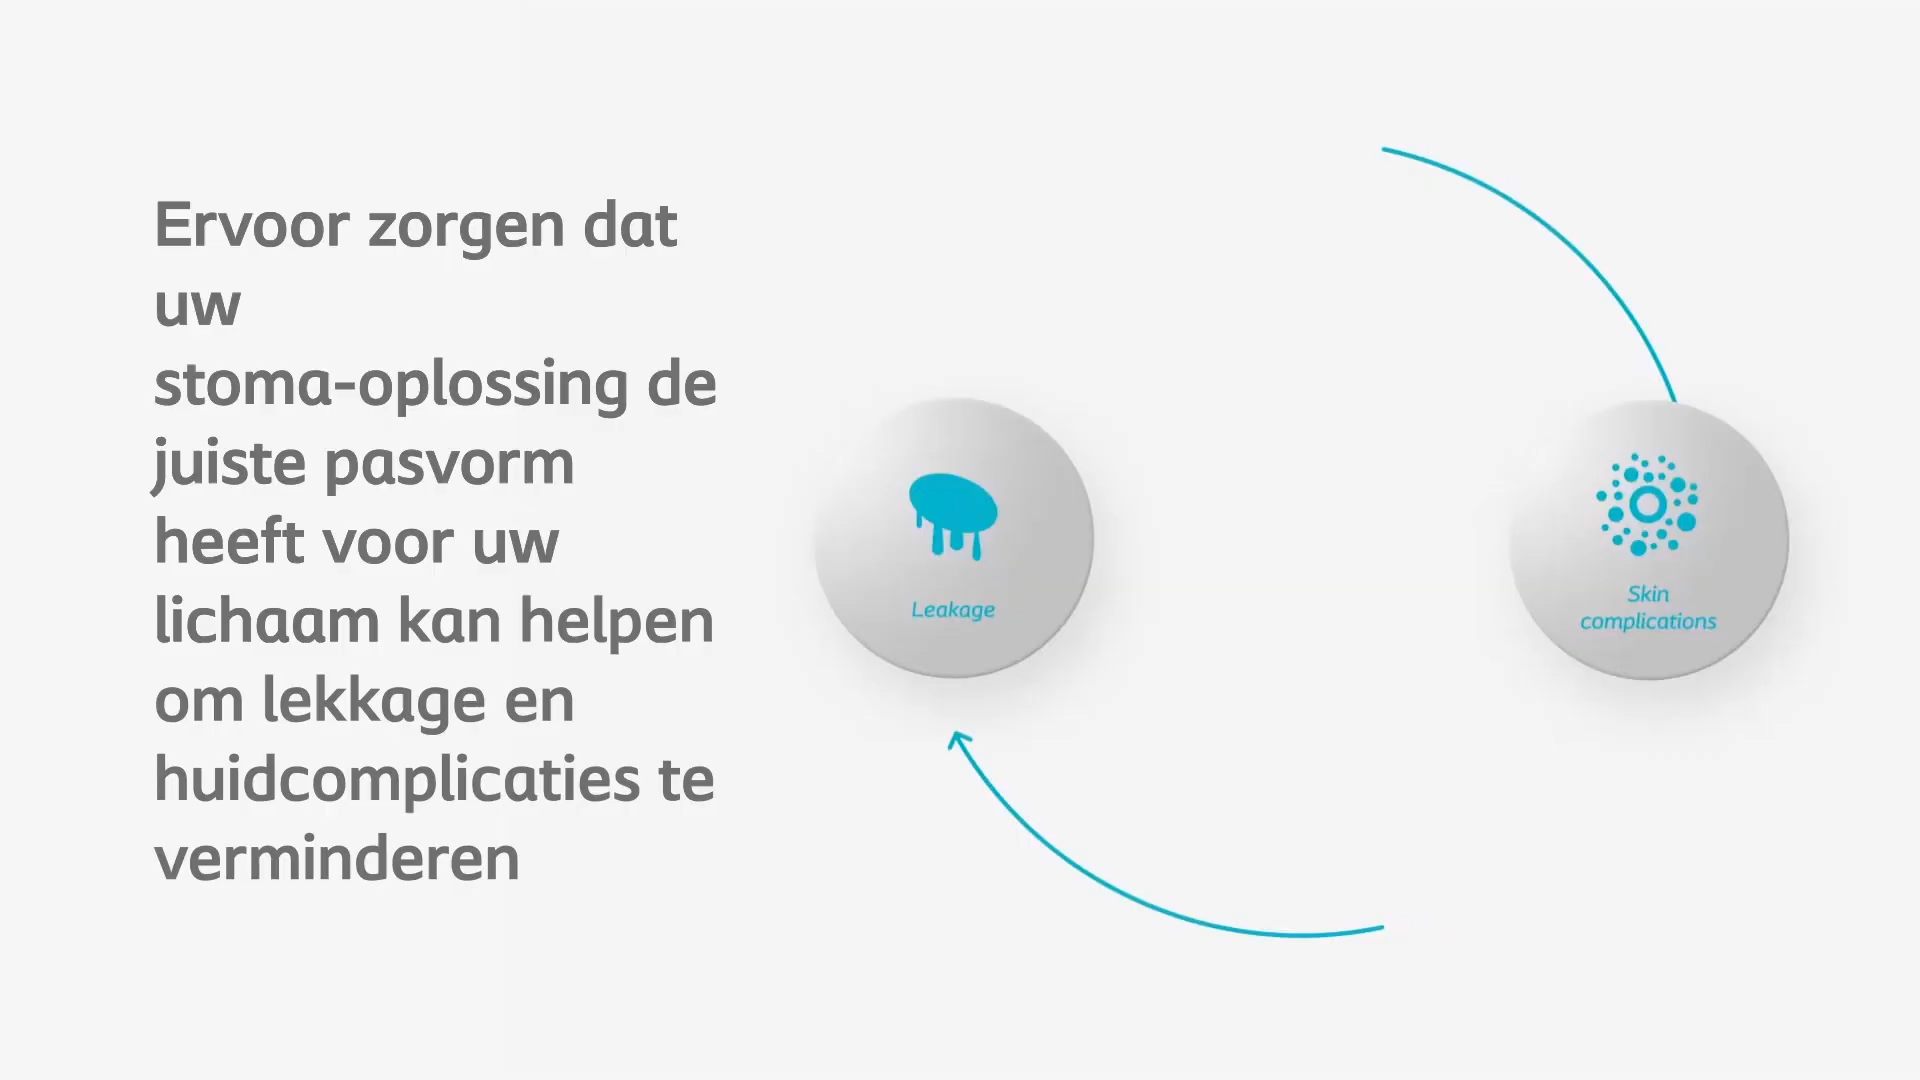 Ervoor zorgen dat
uw
stoma-oplossing de
juiste pasvorm
heeft voor uw
lichaam kan helpen
om lekkage en
huidcomplicaties te
verminderen
Leakage
Skin
complications